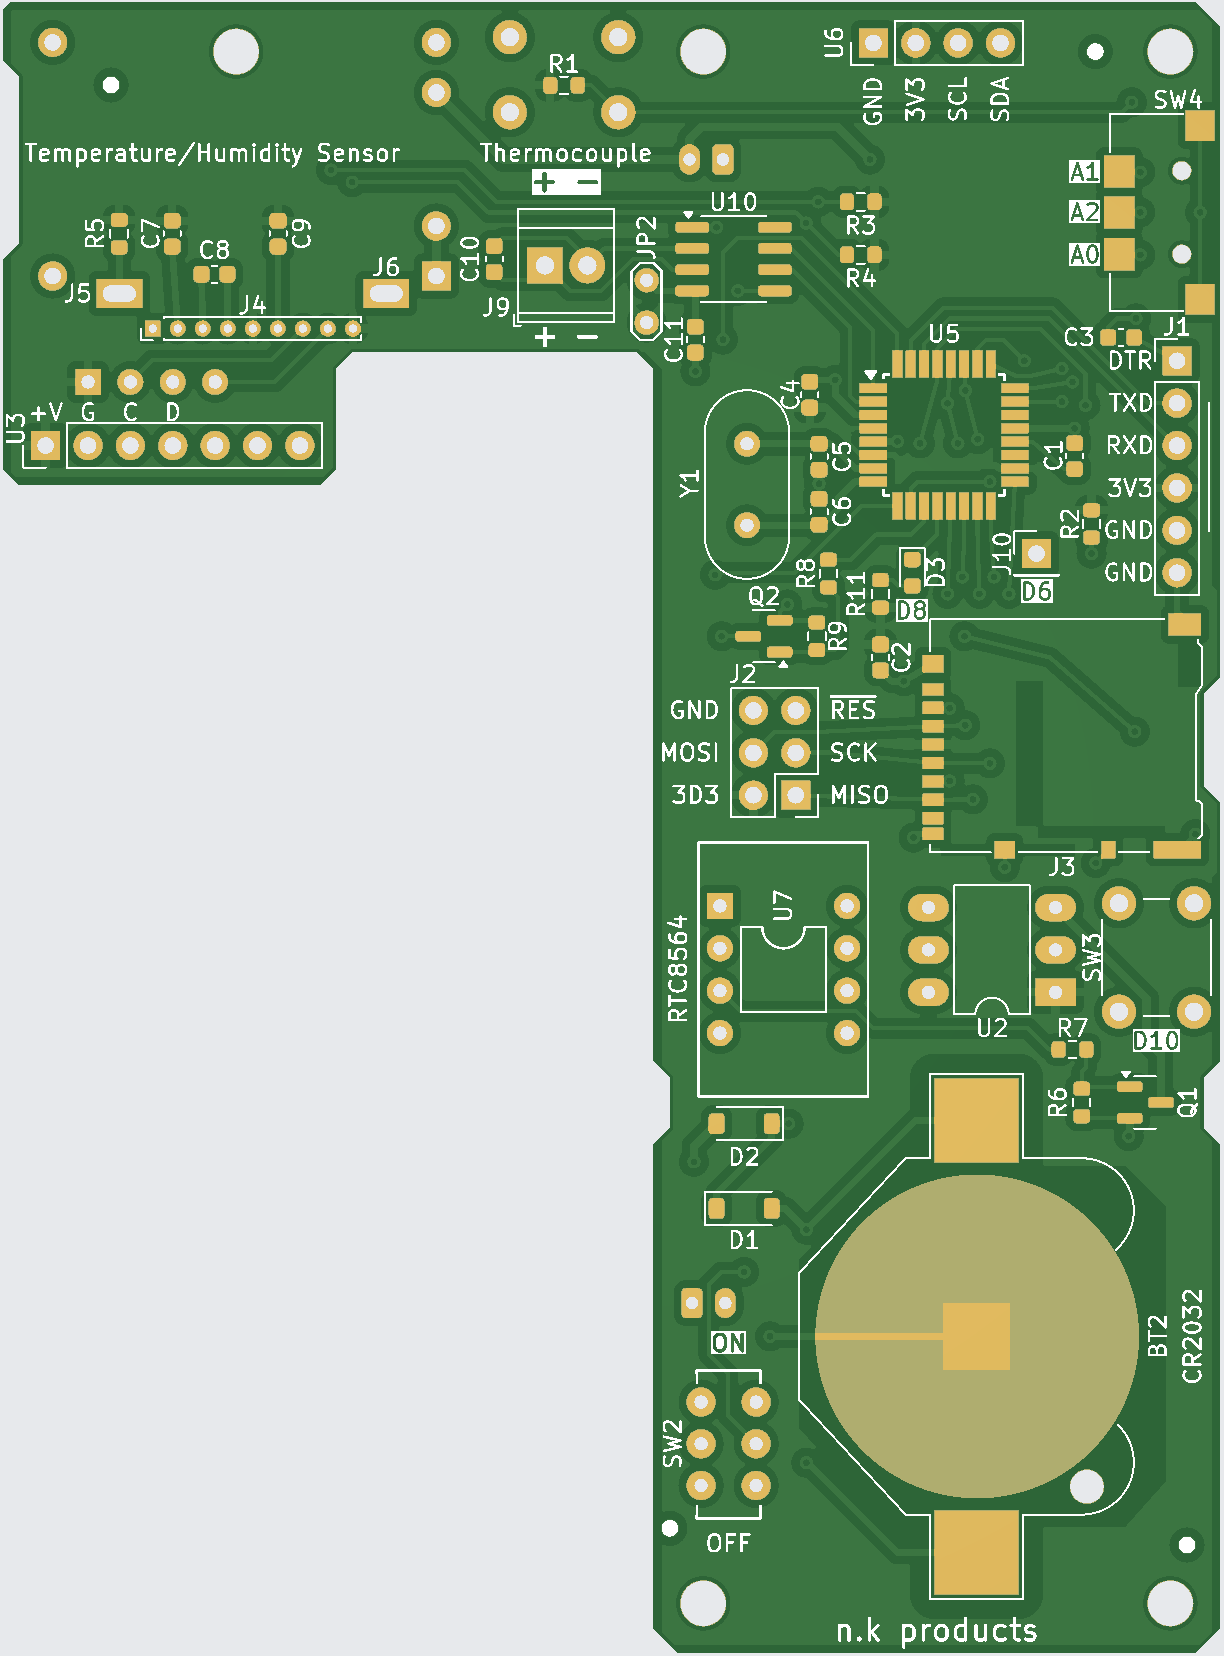 U6
R1
GND
3V3
SCL
SDA
SW4
Temperature/Humidity Sensor
Thermocouple
+ −
A1
A2
A0
U10
R3
R4
R5
C7
C8
C9
C10
JP2
J5
J6
J4
J9
+ −
C11
U5
C3
J1
DTR
TXD
RXD
3V3
GND
GND
+V
G
C
D
U3
C4
C5
C6
Y1
C1
R2
J10
D6
R8
R11
D3
D8
Q2
R9
C2
J2
GND
RES
MOSI
SCK
3D3
MISO
J3
U7
RTC8564
SW3
U2
D10
R7
R6
Q1
D2
D1
ON
BT2
CR2032
SW2
OFF
n.k products